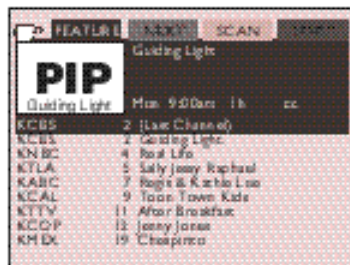 FEATURE NEXT SCAN
Guiding Light
PIP
Guiding Light
Mon 9:00am 1h cc
KCBS 2 (Last Channel)
KCBS 2 Guiding Light
KNBC 4 Real Life
KTLA 5 Sally Jessy Raphael
KABC 7 Regis & Kathie Lee
KCAL 9 Toon Town Kids
KTTV 11 After Breakfast
KCOP 13 Jenny Jones
KMEX 19 Chespirito